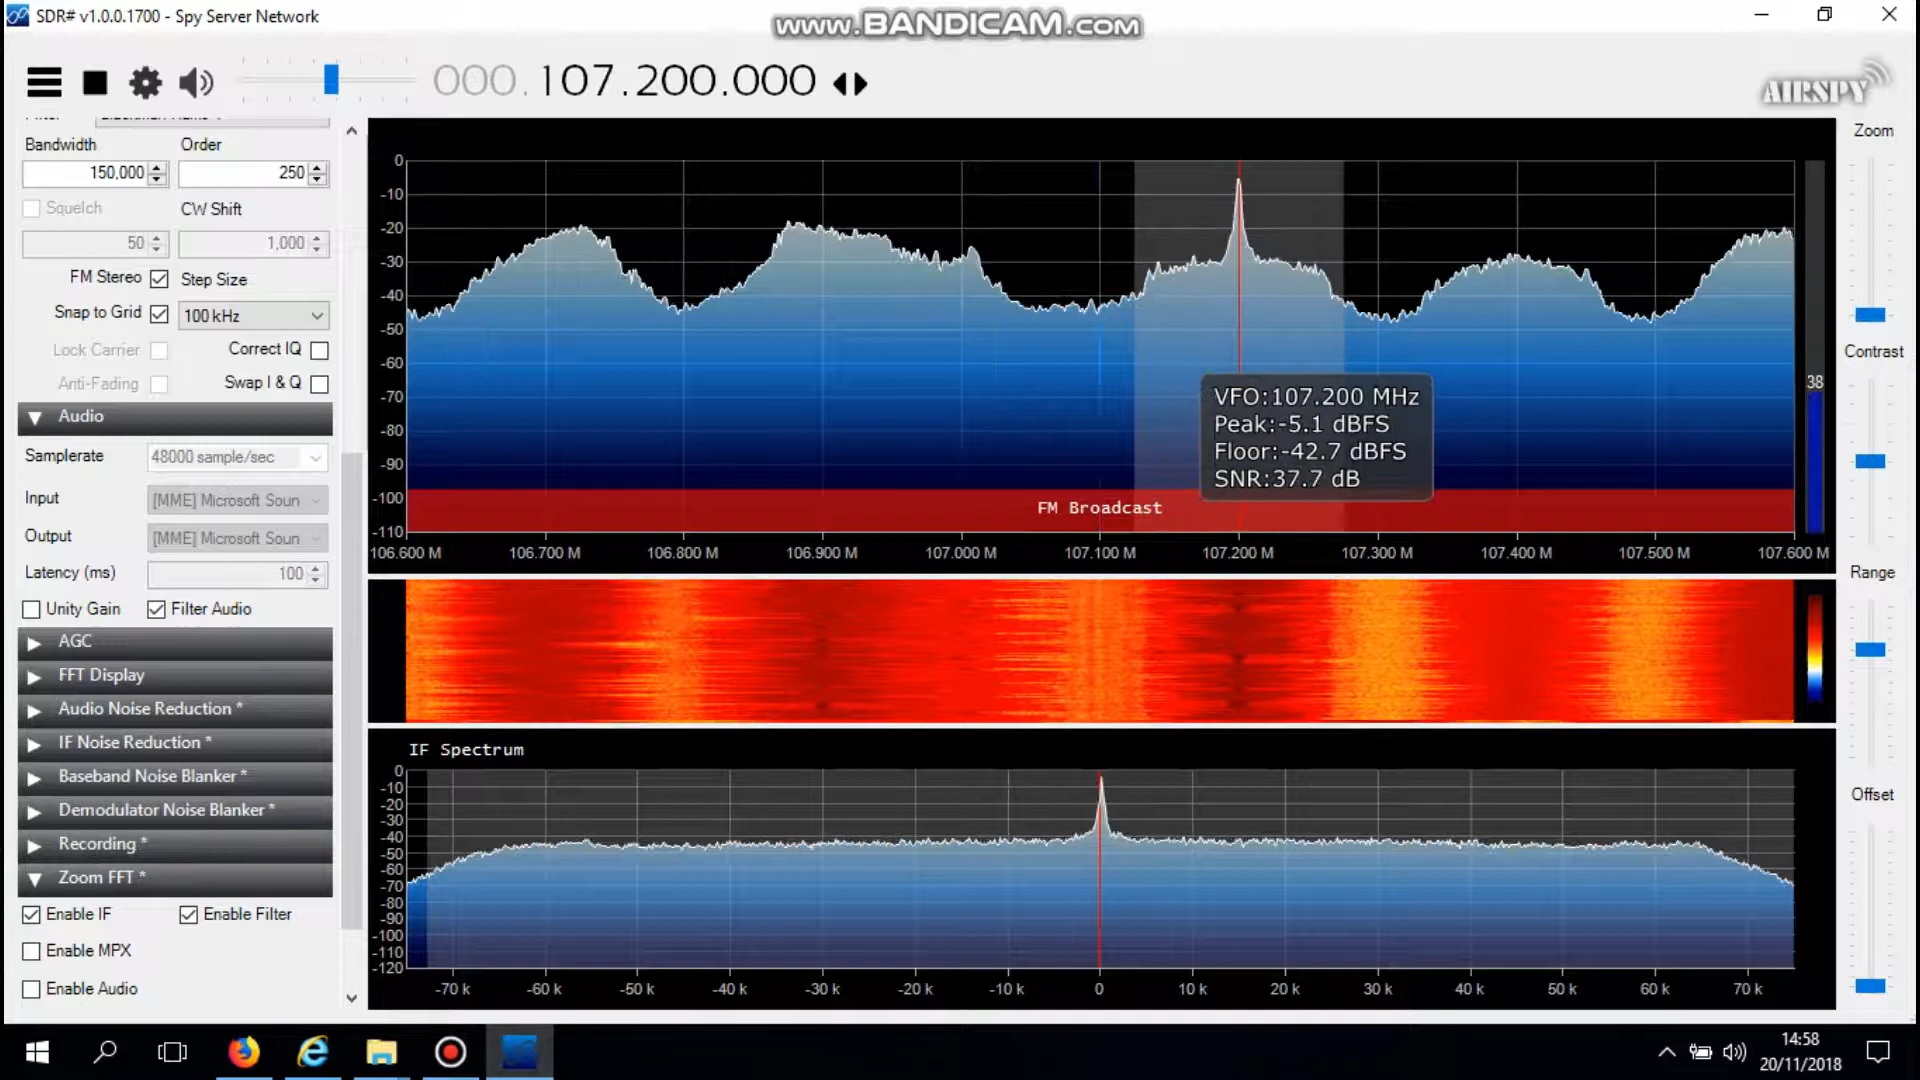 SDR# v1.0.0.1700 - Spy Server Network
www.BANDICAM.com
000.107.200.000
AIRSPY
Bandwidth
Order
150,000
250
Squelch
CW Shift
50
1,000
FM Stereo
Step Size
Snap to Grid
100 kHz
Lock Carrier
Correct IQ
Anti-Fading
Swap I & Q
Audio
Samplerate
48000 sample/sec
Input
[MME] Microsoft Soun
Output
[MME] Microsoft Soun
Latency (ms)
100
Unity Gain
Filter Audio
AGC
FFT Display
Audio Noise Reduction *
IF Noise Reduction *
Baseband Noise Blanker *
Demodulator Noise Blanker *
Recording *
Zoom FFT *
Enable IF
Enable Filter
Enable MPX
Enable Audio
0
-10
-20
-30
-40
-50
-60
-70
-80
-90
-100
-110
VFO:107.200 MHz
Peak:-5.1 dBFS
Floor:-42.7 dBFS
SNR:37.7 dB
FM Broadcast
106.600 M 106.700 M 106.800 M 106.900 M 107.000 M 107.100 M 107.200 M 107.300 M 107.400 M 107.500 M 107.600 M
38
IF Spectrum
0
-10
-20
-30
-40
-50
-60
-70
-80
-90
-100
-110
-120
-70 k -60 k -50 k -40 k -30 k -20 k -10 k 0 10 k 20 k 30 k 40 k 50 k 60 k 70 k
Zoom
Contrast
Range
Offset
14:58
20/11/2018